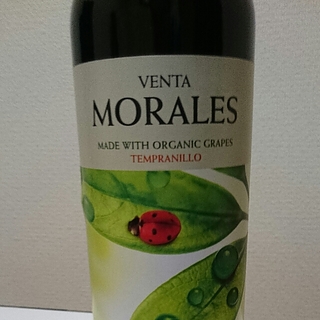 VENTA
MORALES
MADE WITH ORGANIC GRAPES
TEMPRANILLO